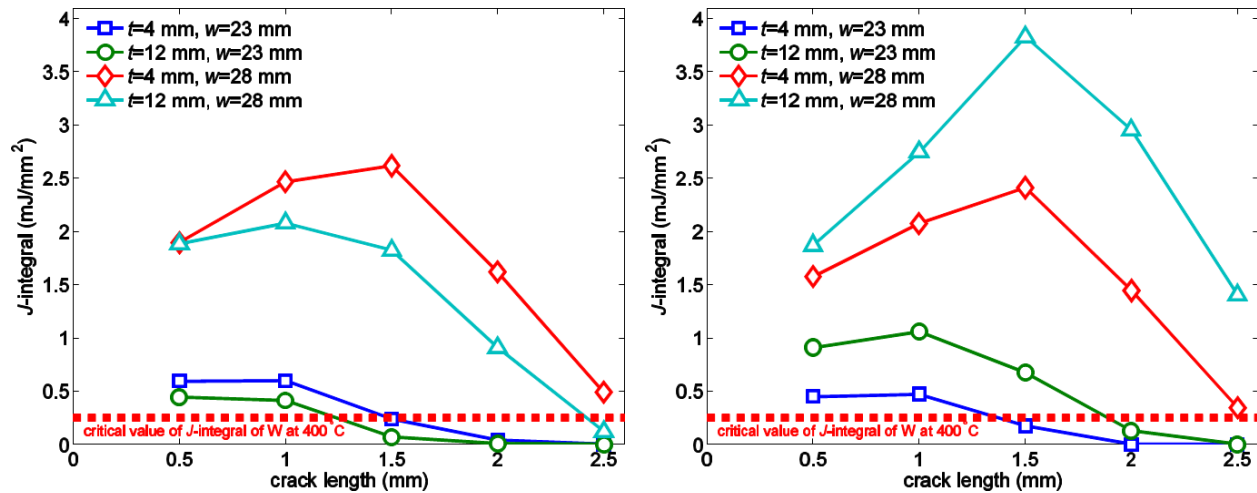 4
3.5
3
2.5
2
1.5
1
0.5
0
J-integral (mJ/mm²)
t=4 mm, w=23 mm
t=12 mm, w=23 mm
t=4 mm, w=28 mm
t=12 mm, w=28 mm
critical value of J-integral of W at 400°C
0 0.5 1 1.5 2 2.5
crack length (mm)
4
3.5
3
2.5
2
1.5
1
0.5
0
J-integral (mJ/mm²)
t=4 mm, w=23 mm
t=12 mm, w=23 mm
t=4 mm, w=28 mm
t=12 mm, w=28 mm
critical value of J-integral of W at 400°C
0 0.5 1 1.5 2 2.5
crack length (mm)